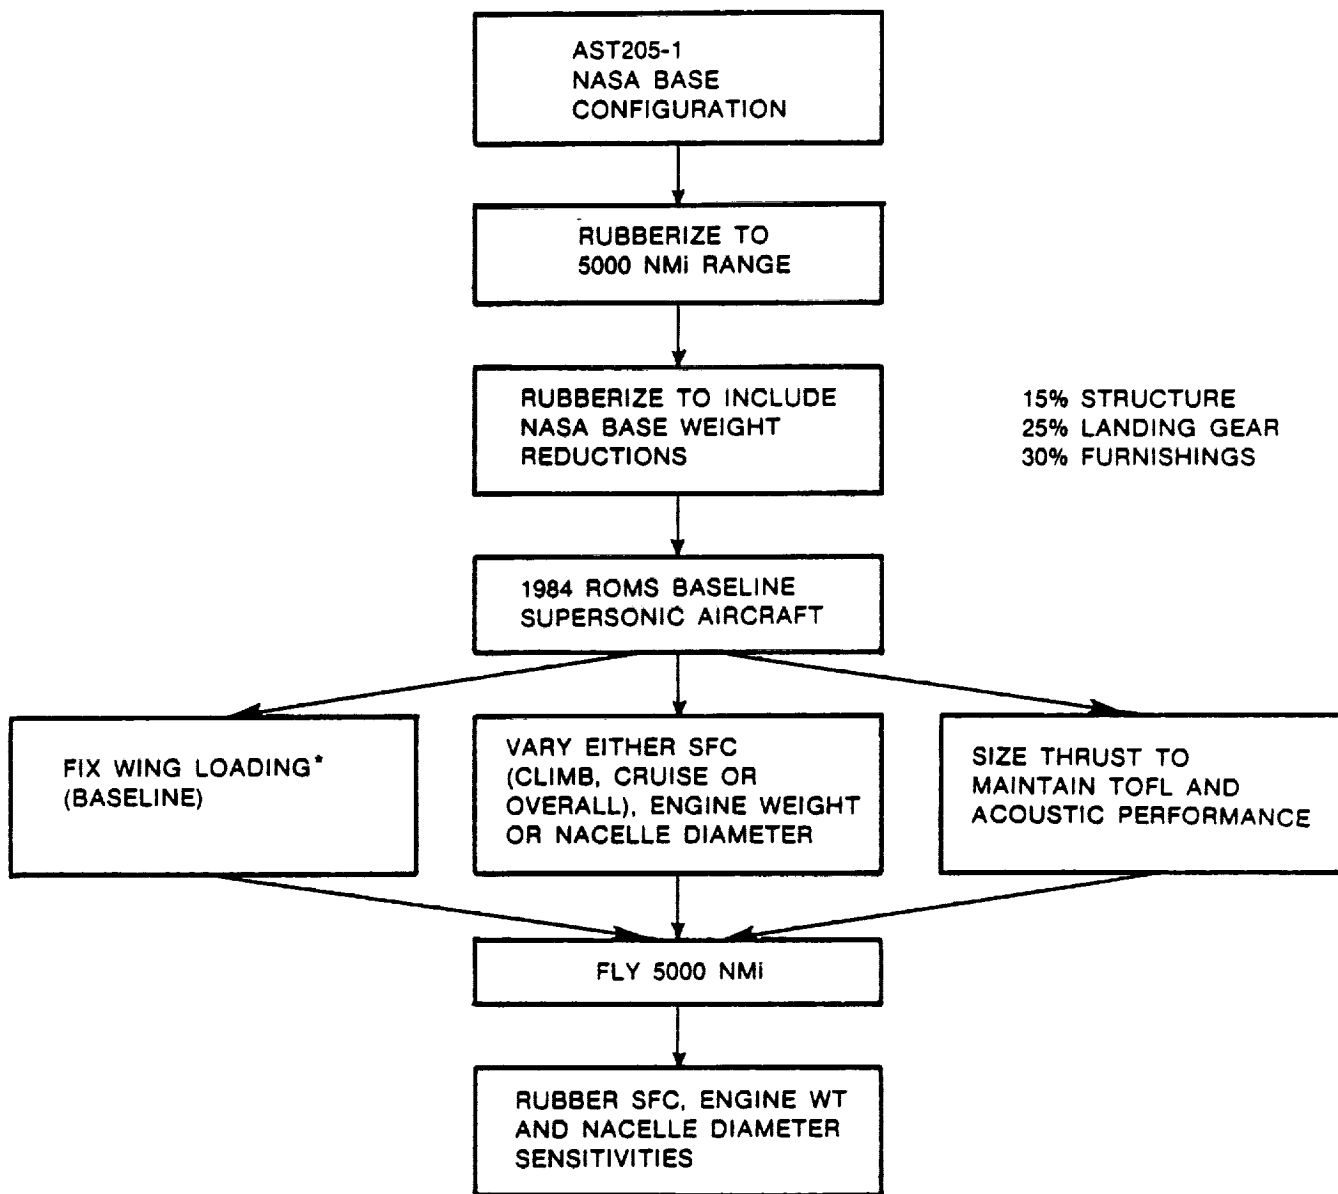 AST205-1
NASA BASE
CONFIGURATION
RUBBERIZE TO
5000 NMi RANGE
RUBBERIZE TO INCLUDE
NASA BASE WEIGHT
REDUCTIONS
15% STRUCTURE
25% LANDING GEAR
30% FURNISHINGS
1984 ROMS BASELINE
SUPERSONIC AIRCRAFT
FIX WING LOADING*
(BASELINE)
VARY EITHER SFC
(CLIMB, CRUISE OR
OVERALL), ENGINE WEIGHT
OR NACELLE DIAMETER
SIZE THRUST TO
MAINTAIN TOFL AND
ACOUSTIC PERFORMANCE
FLY 5000 NMi
RUBBER SFC, ENGINE WT
AND NACELLE DIAMETER
SENSITIVITIES